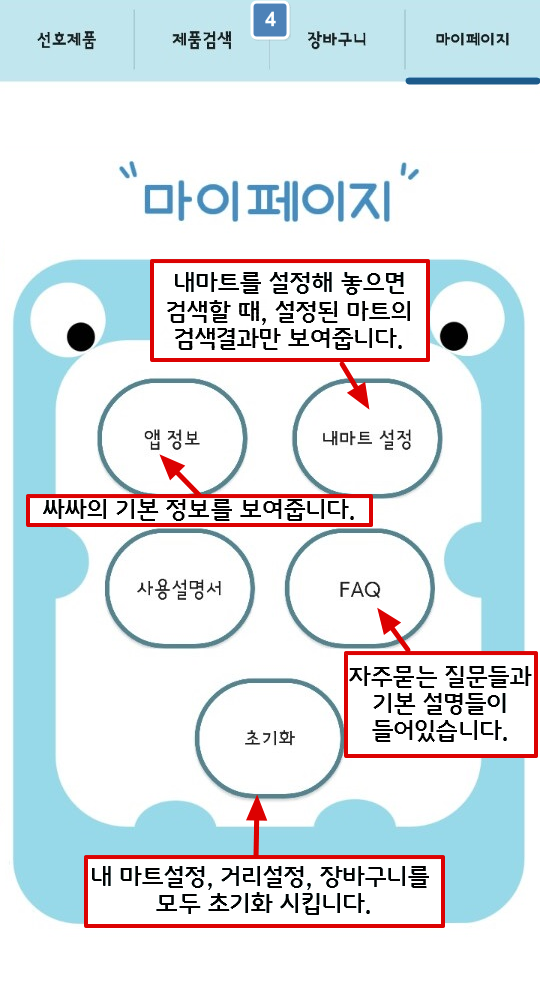 4
선호제품
제품검색
장바구니
마이페이지
마이페이지
내마트를 설정해 놓으면
검색할 때, 설정된 마트의
검색결과만 보여줍니다.
앱 정보
내마트 설정
싸싸의 기본 정보를 보여줍니다.
사용설명서
FAQ
자주묻는 질문들과
기본 설명들이
들어있습니다.
초기화
내 마트설정, 거리설정, 장바구니를
모두 초기화 시킵니다.